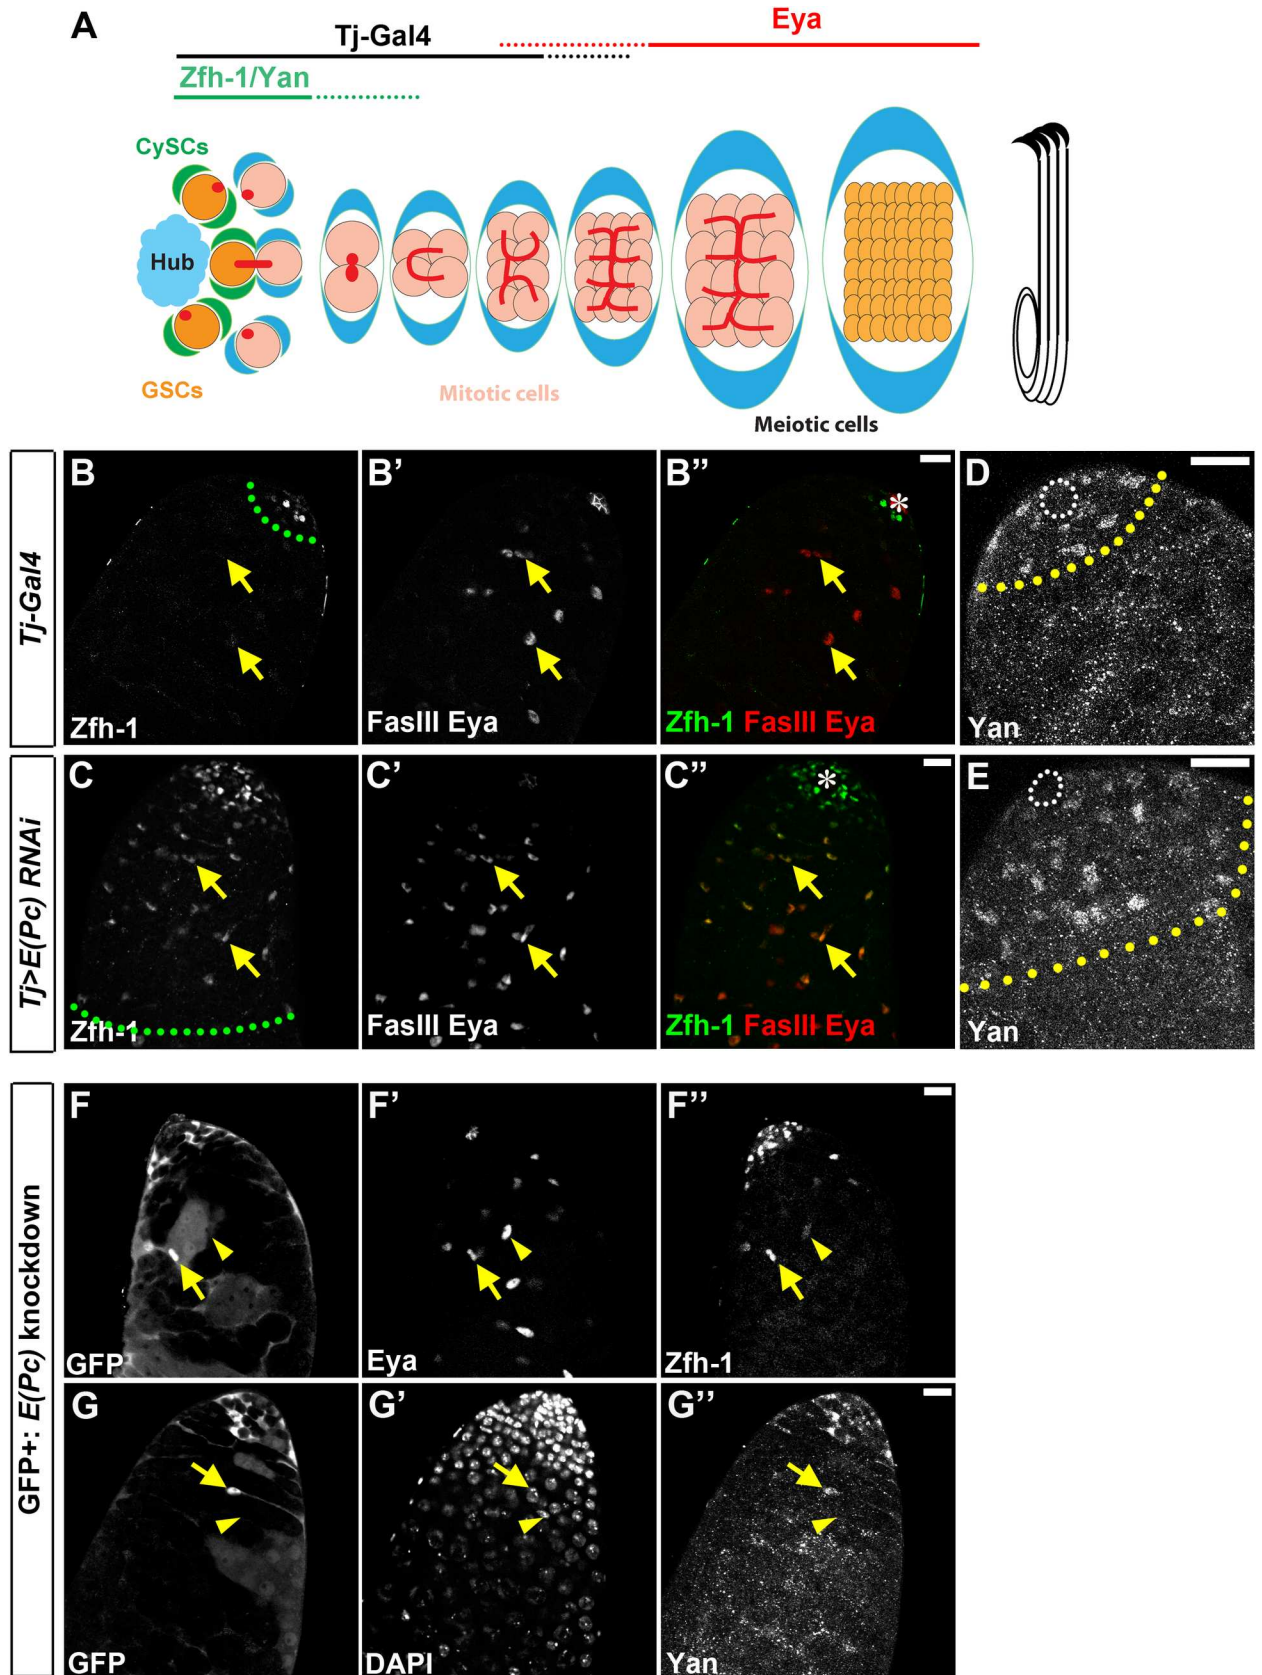 A
Tj-Gal4
Eya
Zfh-1/Yan
CySCs
Hub
GSCs
Mitotic cells
Meiotic cells
Tj-Gal4
B
Zfh-1
B’
FasIII Eya
B’’
*
Zfh-1 FasIII Eya
D
Yan
Tj>E(Pc) RNAi
C
Zfh-1
C’
FasIII Eya
C’’
*
Zfh-1 FasIII Eya
E
Yan
GFP+: E(Pc) knockdown
F
GFP
F’
Eya
F’’
Zfh-1
G
GFP
G’
DAPI
G’’
Yan